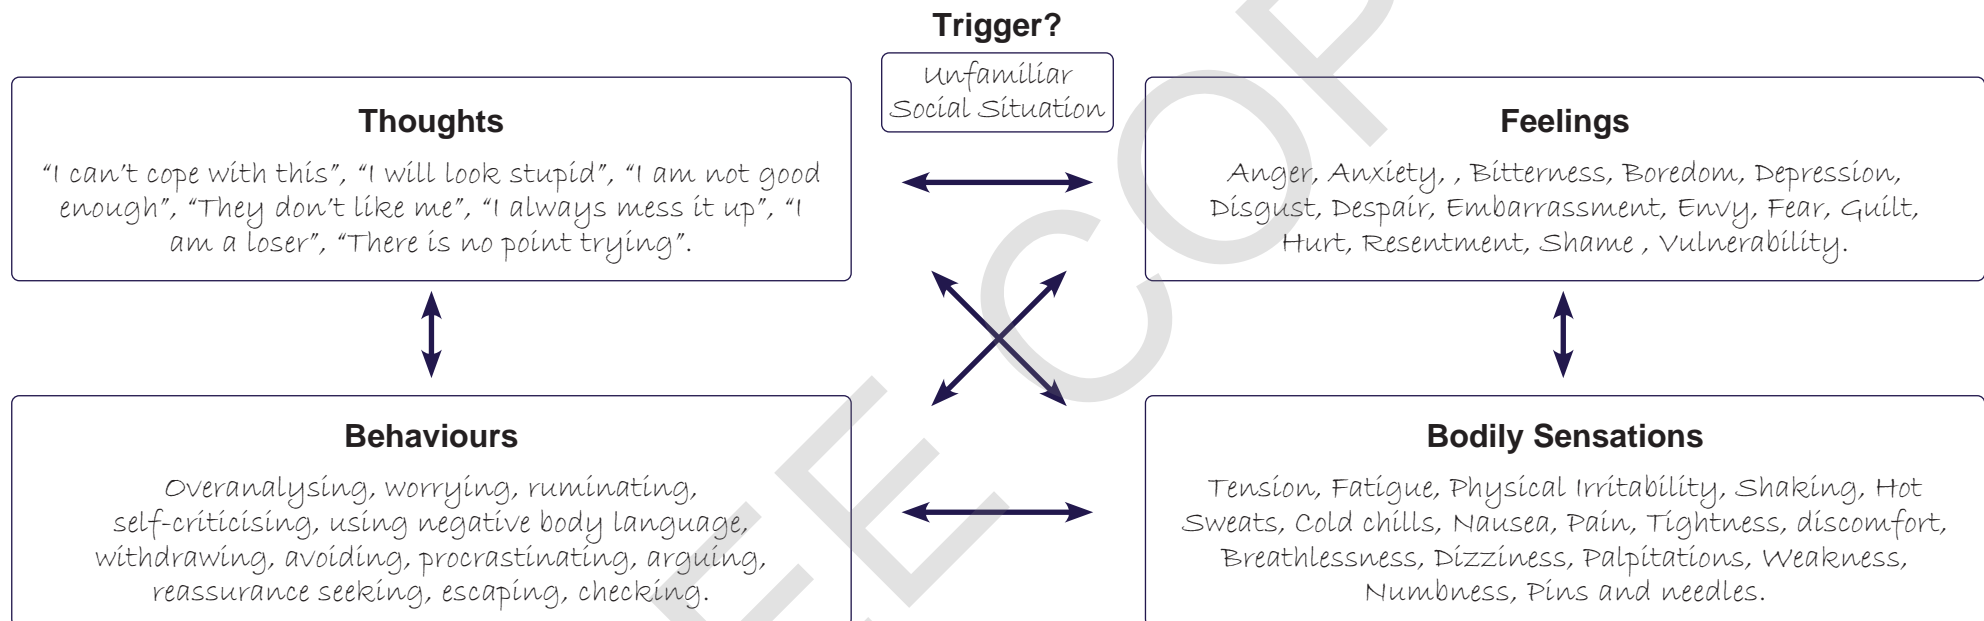 Trigger?
Unfamiliar
Social Situation
Thoughts
“I can’t cope with this”, “I will look stupid”, “I am not good
enough”, “They don’t like me”, “I always mess it up”, “I
am a loser”, “There is no point trying”.
Feelings
Anger, Anxiety, , Bitterness, Boredom, Depression,
Disgust, Despair, Embarrassment, Envy, Fear, Guilt,
Hurt, Resentment, Shame , Vulnerability.
Behaviours
Overanalysing, worrying, ruminating,
self-criticising, using negative body language,
withdrawing, avoiding, procrastinating, arguing,
reassurance seeking, escaping, checking.
Bodily Sensations
Tension, Fatigue, Physical Irritability, Shaking, Hot
Sweats, Cold chills, Nausea, Pain, Tightness, discomfort,
Breathlessness, Dizziness, Palpitations, Weakness,
Numbness, Pins and needles.